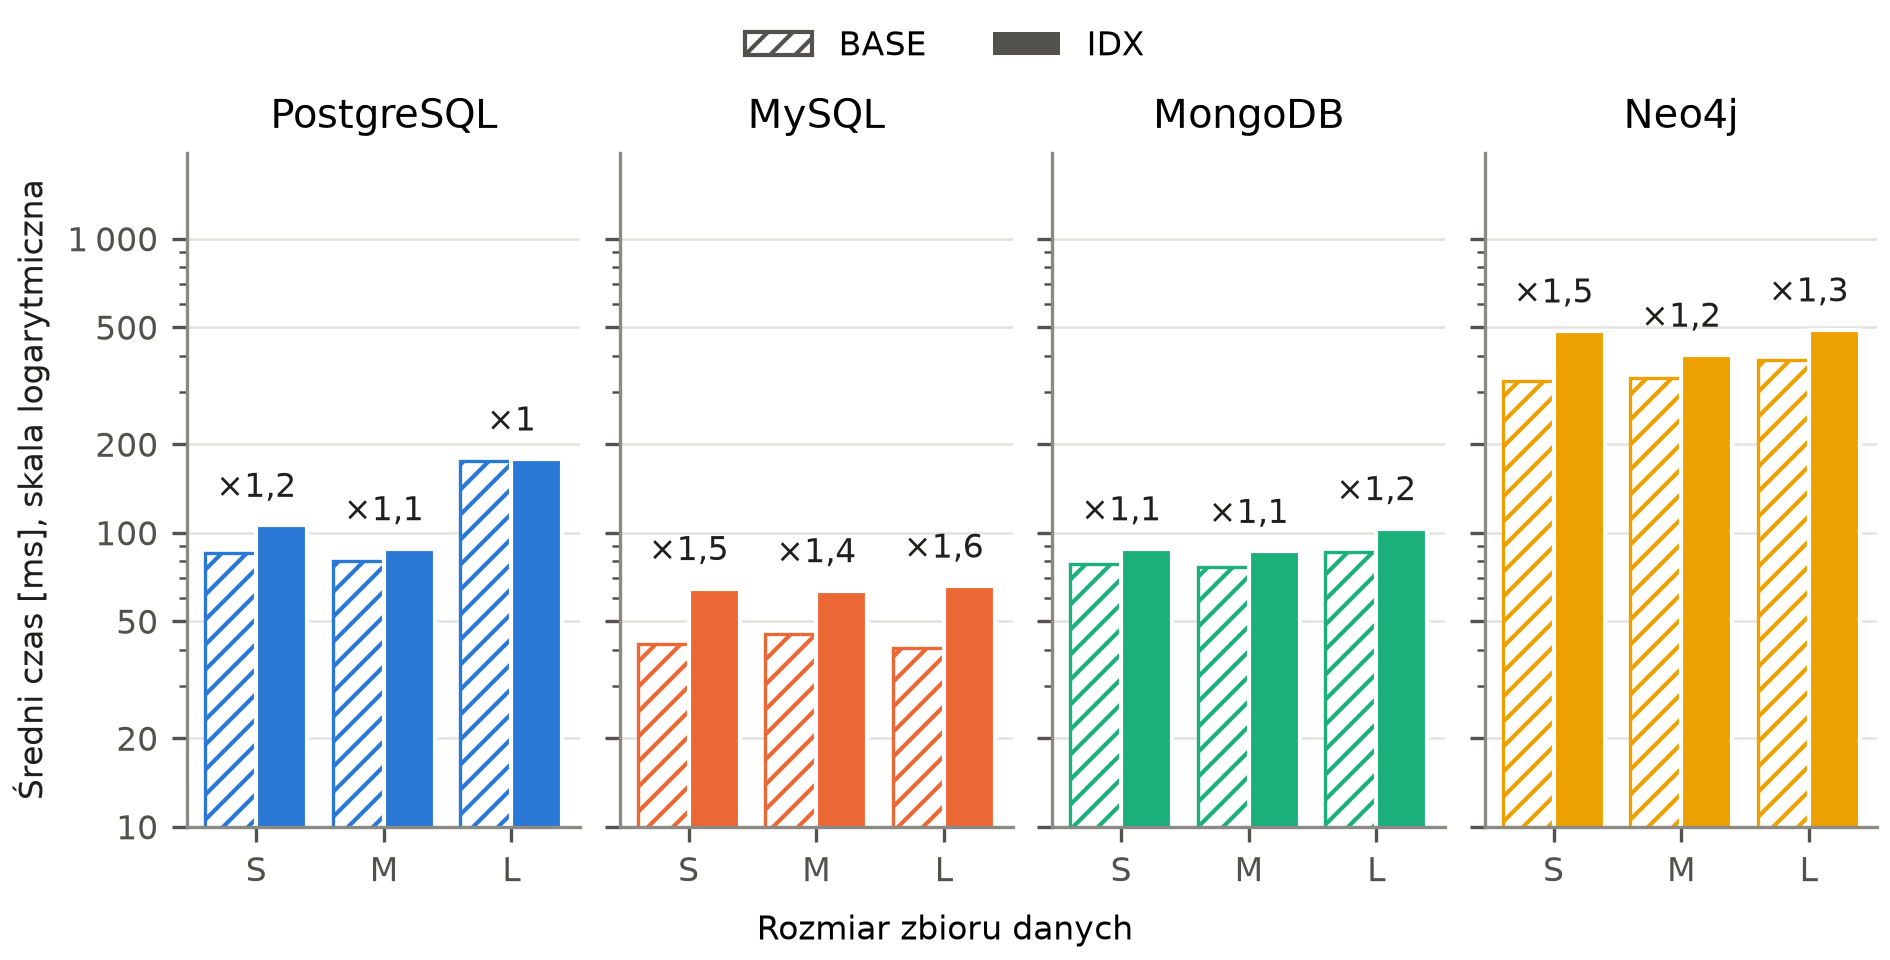 BASE IDX
PostgreSQL MySQL MongoDB Neo4j
Średni czas [ms], skala logarytmiczna
1 000
500
200
100
50
20
10
×1,2 ×1,1 ×1
×1,5 ×1,4 ×1,6
×1,1 ×1,1 ×1,2
×1,5 ×1,2 ×1,3
S M L S M L S M L S M L
Rozmiar zbioru danych